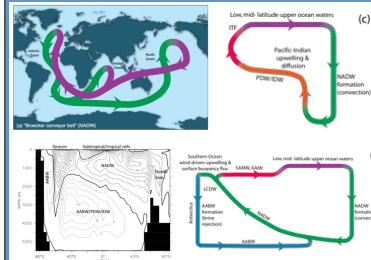 Atlantic
Ocean
Pacific
Ocean
(a) "Broecker conveyor belt" (NADW)
Low, mid- latitude upper ocean waters
(c)
ITF
Pacific-Indian
upwelling &
diffusion
PDW/IDW
NADW
formation
(convection)
Deacon
Subtropical/tropical cells
Nordic
Seas
NADW
AABW
AABW/PDW/IDW
Southern Ocean
wind-driven upwelling &
surface buoyancy flux
Low, mid- latitude upper ocean waters
SAMW, AAIW
LCDW
AABW
formation
(brine
rejection)
Antarctica
NADW
NADW
formation
AABW